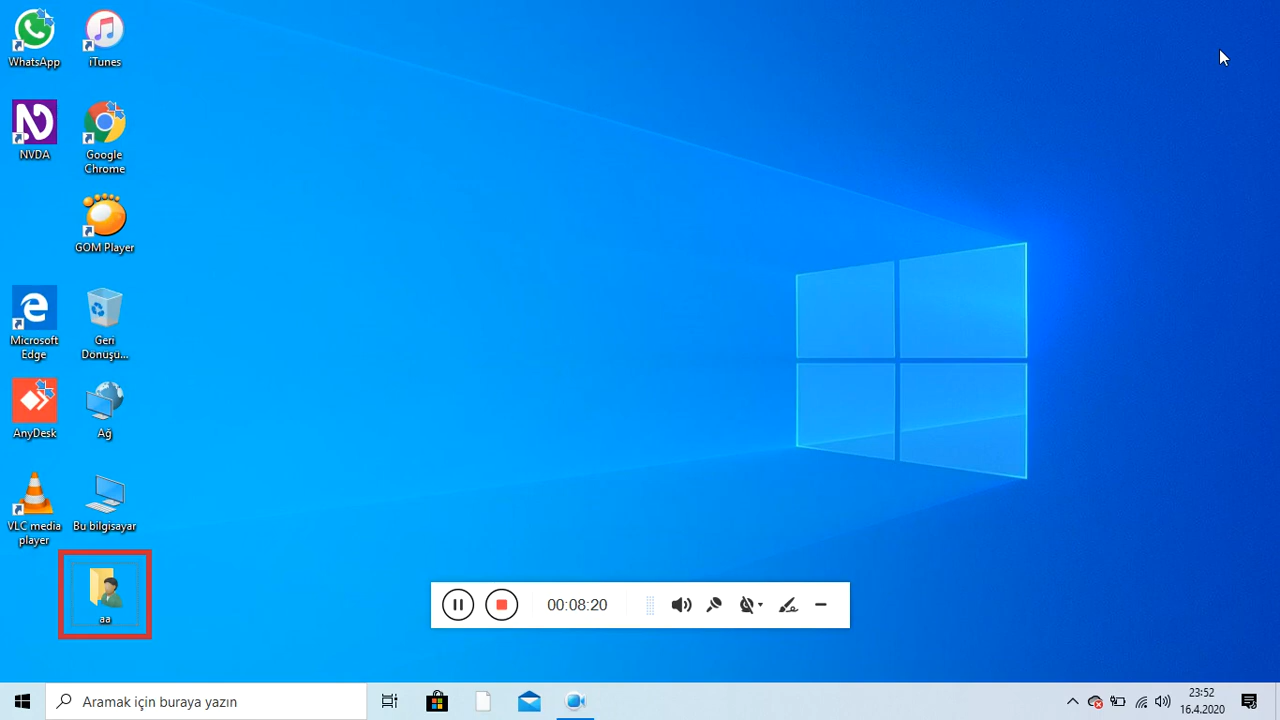 WhatsApp
iTunes
NVDA
Google
Chrome
GOM Player
Microsoft
Edge
Geri
Dönüşü...
AnyDesk
Ağ
VLC media
player
Bu bilgisayar
aa
00:08:20
Aramak için buraya yazın
23:52
16.4.2020